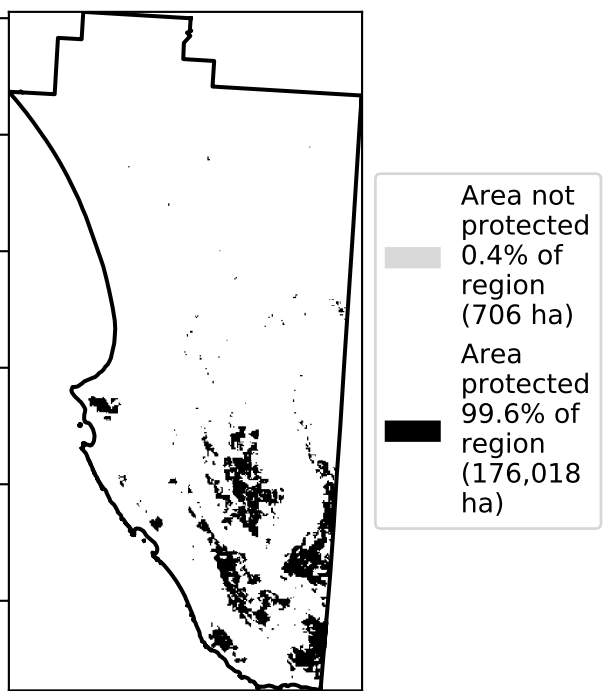 Area not
protected
0.4% of
region
(706 ha)
Area
protected
99.6% of
region
(176,018
ha)